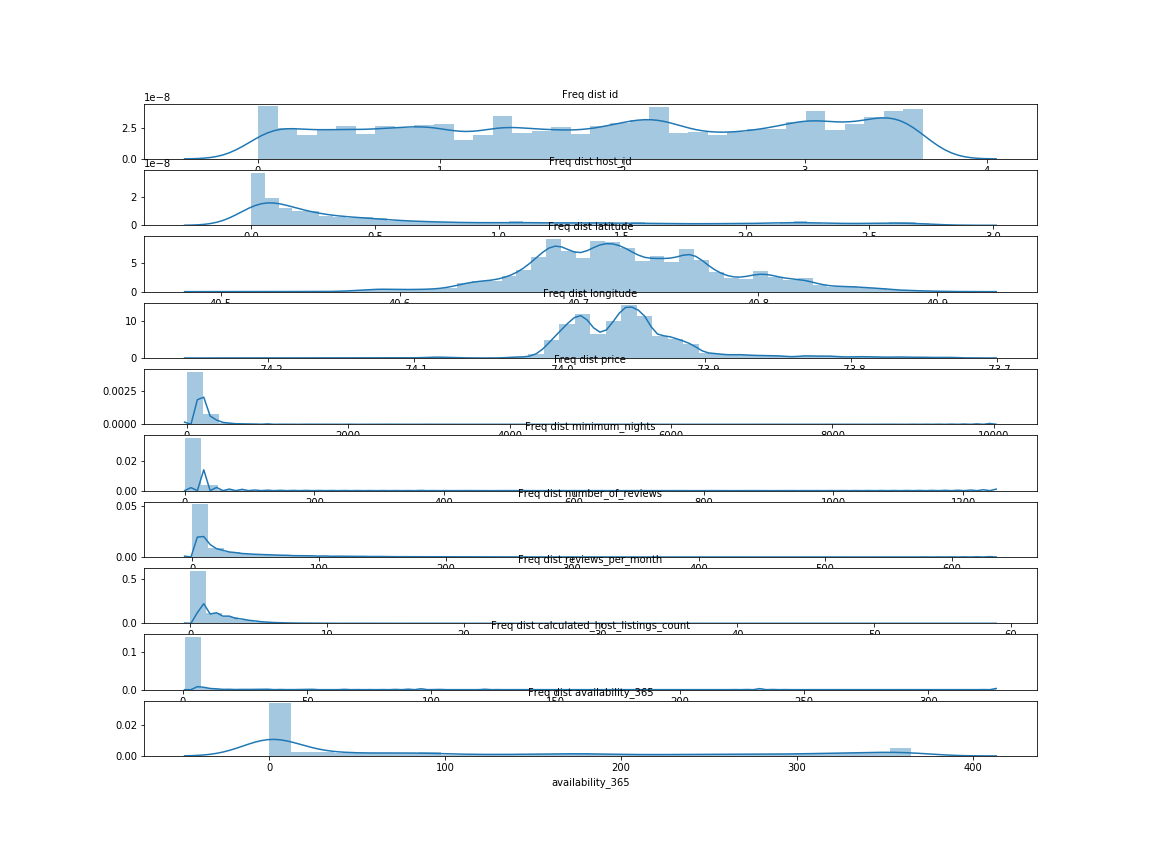 Freq dist id
1e−8
2.5
0.0
0 1 2 3 4
Freq dist host_id
1e−8
2
0
0.0 0.5 1.0 1.5 2.0 2.5 3.0
Freq dist latitude
5
0
40.5 40.6 40.7 40.8 40.9
Freq dist longitude
10
0
74.2 74.1 74.0 73.9 73.8 73.7
Freq dist price
0.0025
0.0000
0 2000 4000 6000 8000 10000
Freq dist minimum_nights
0.02
0.00
0 200 400 600 800 1000 1200
Freq dist number_of_reviews
0.05
0.00
0 100 200 300 400 500 600
Freq dist reviews_per_month
0.5
0.0
0 10 20 30 40 50 60
Freq dist calculated_host_listings_count
0.1
0.0
0 50 100 150 200 250 300
Freq dist availability_365
0.02
0.00
0 100 200 300 400
availability_365